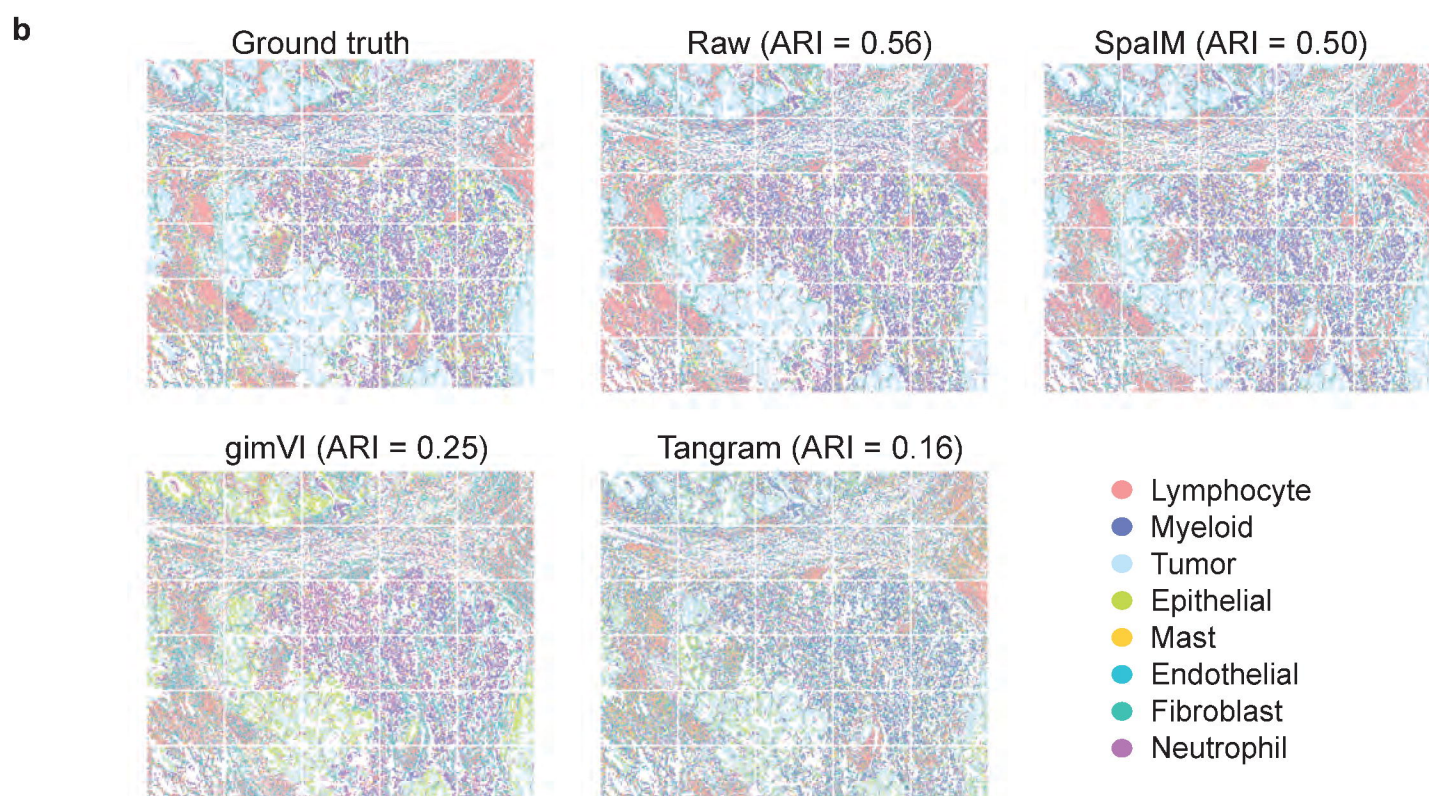 b
Ground truth
Raw (ARI = 0.56)
SpaIM (ARI = 0.50)
gimVI (ARI = 0.25)
Tangram (ARI = 0.16)
Lymphocyte
Myeloid
Tumor
Epithelial
Mast
Endothelial
Fibroblast
Neutrophil